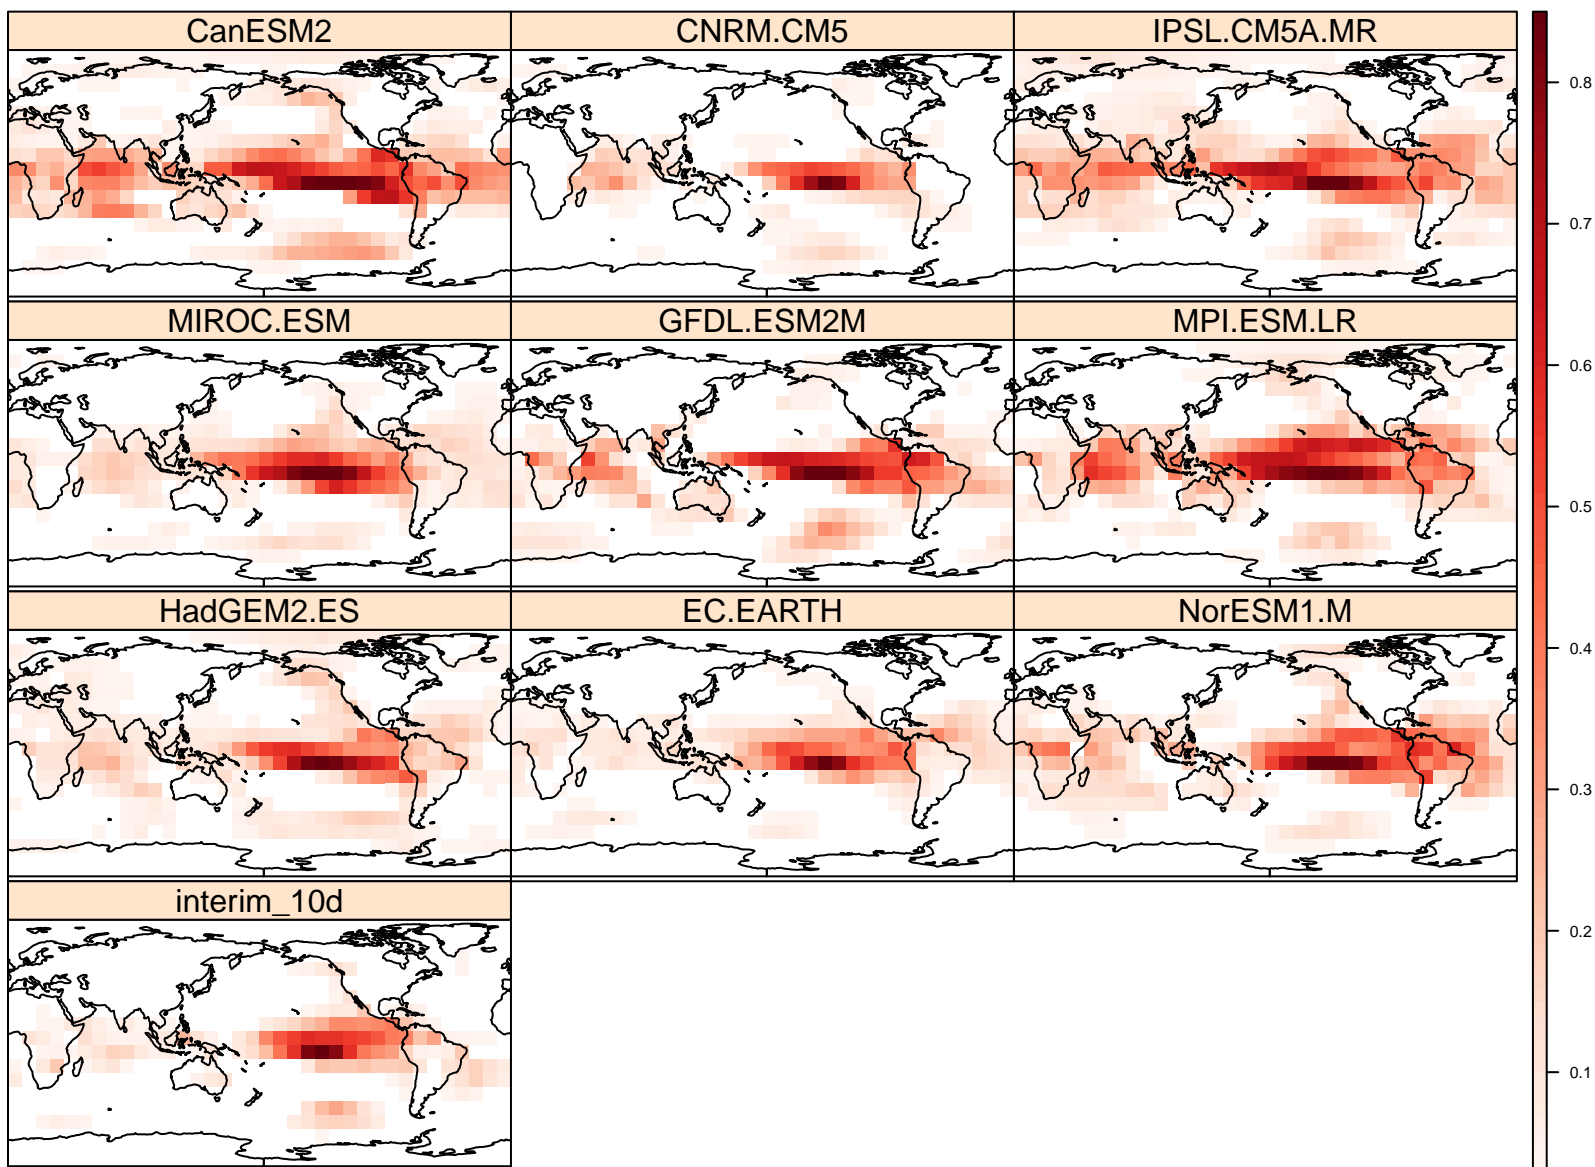 CanESM2
CNRM.CM5
IPSL.CM5A.MR
MIROC.ESM
GFDL.ESM2M
MPI.ESM.LR
HadGEM2.ES
EC.EARTH
NorESM1.M
interim_10d
0.8
0.7
0.6
0.5
0.4
0.3
0.2
0.1